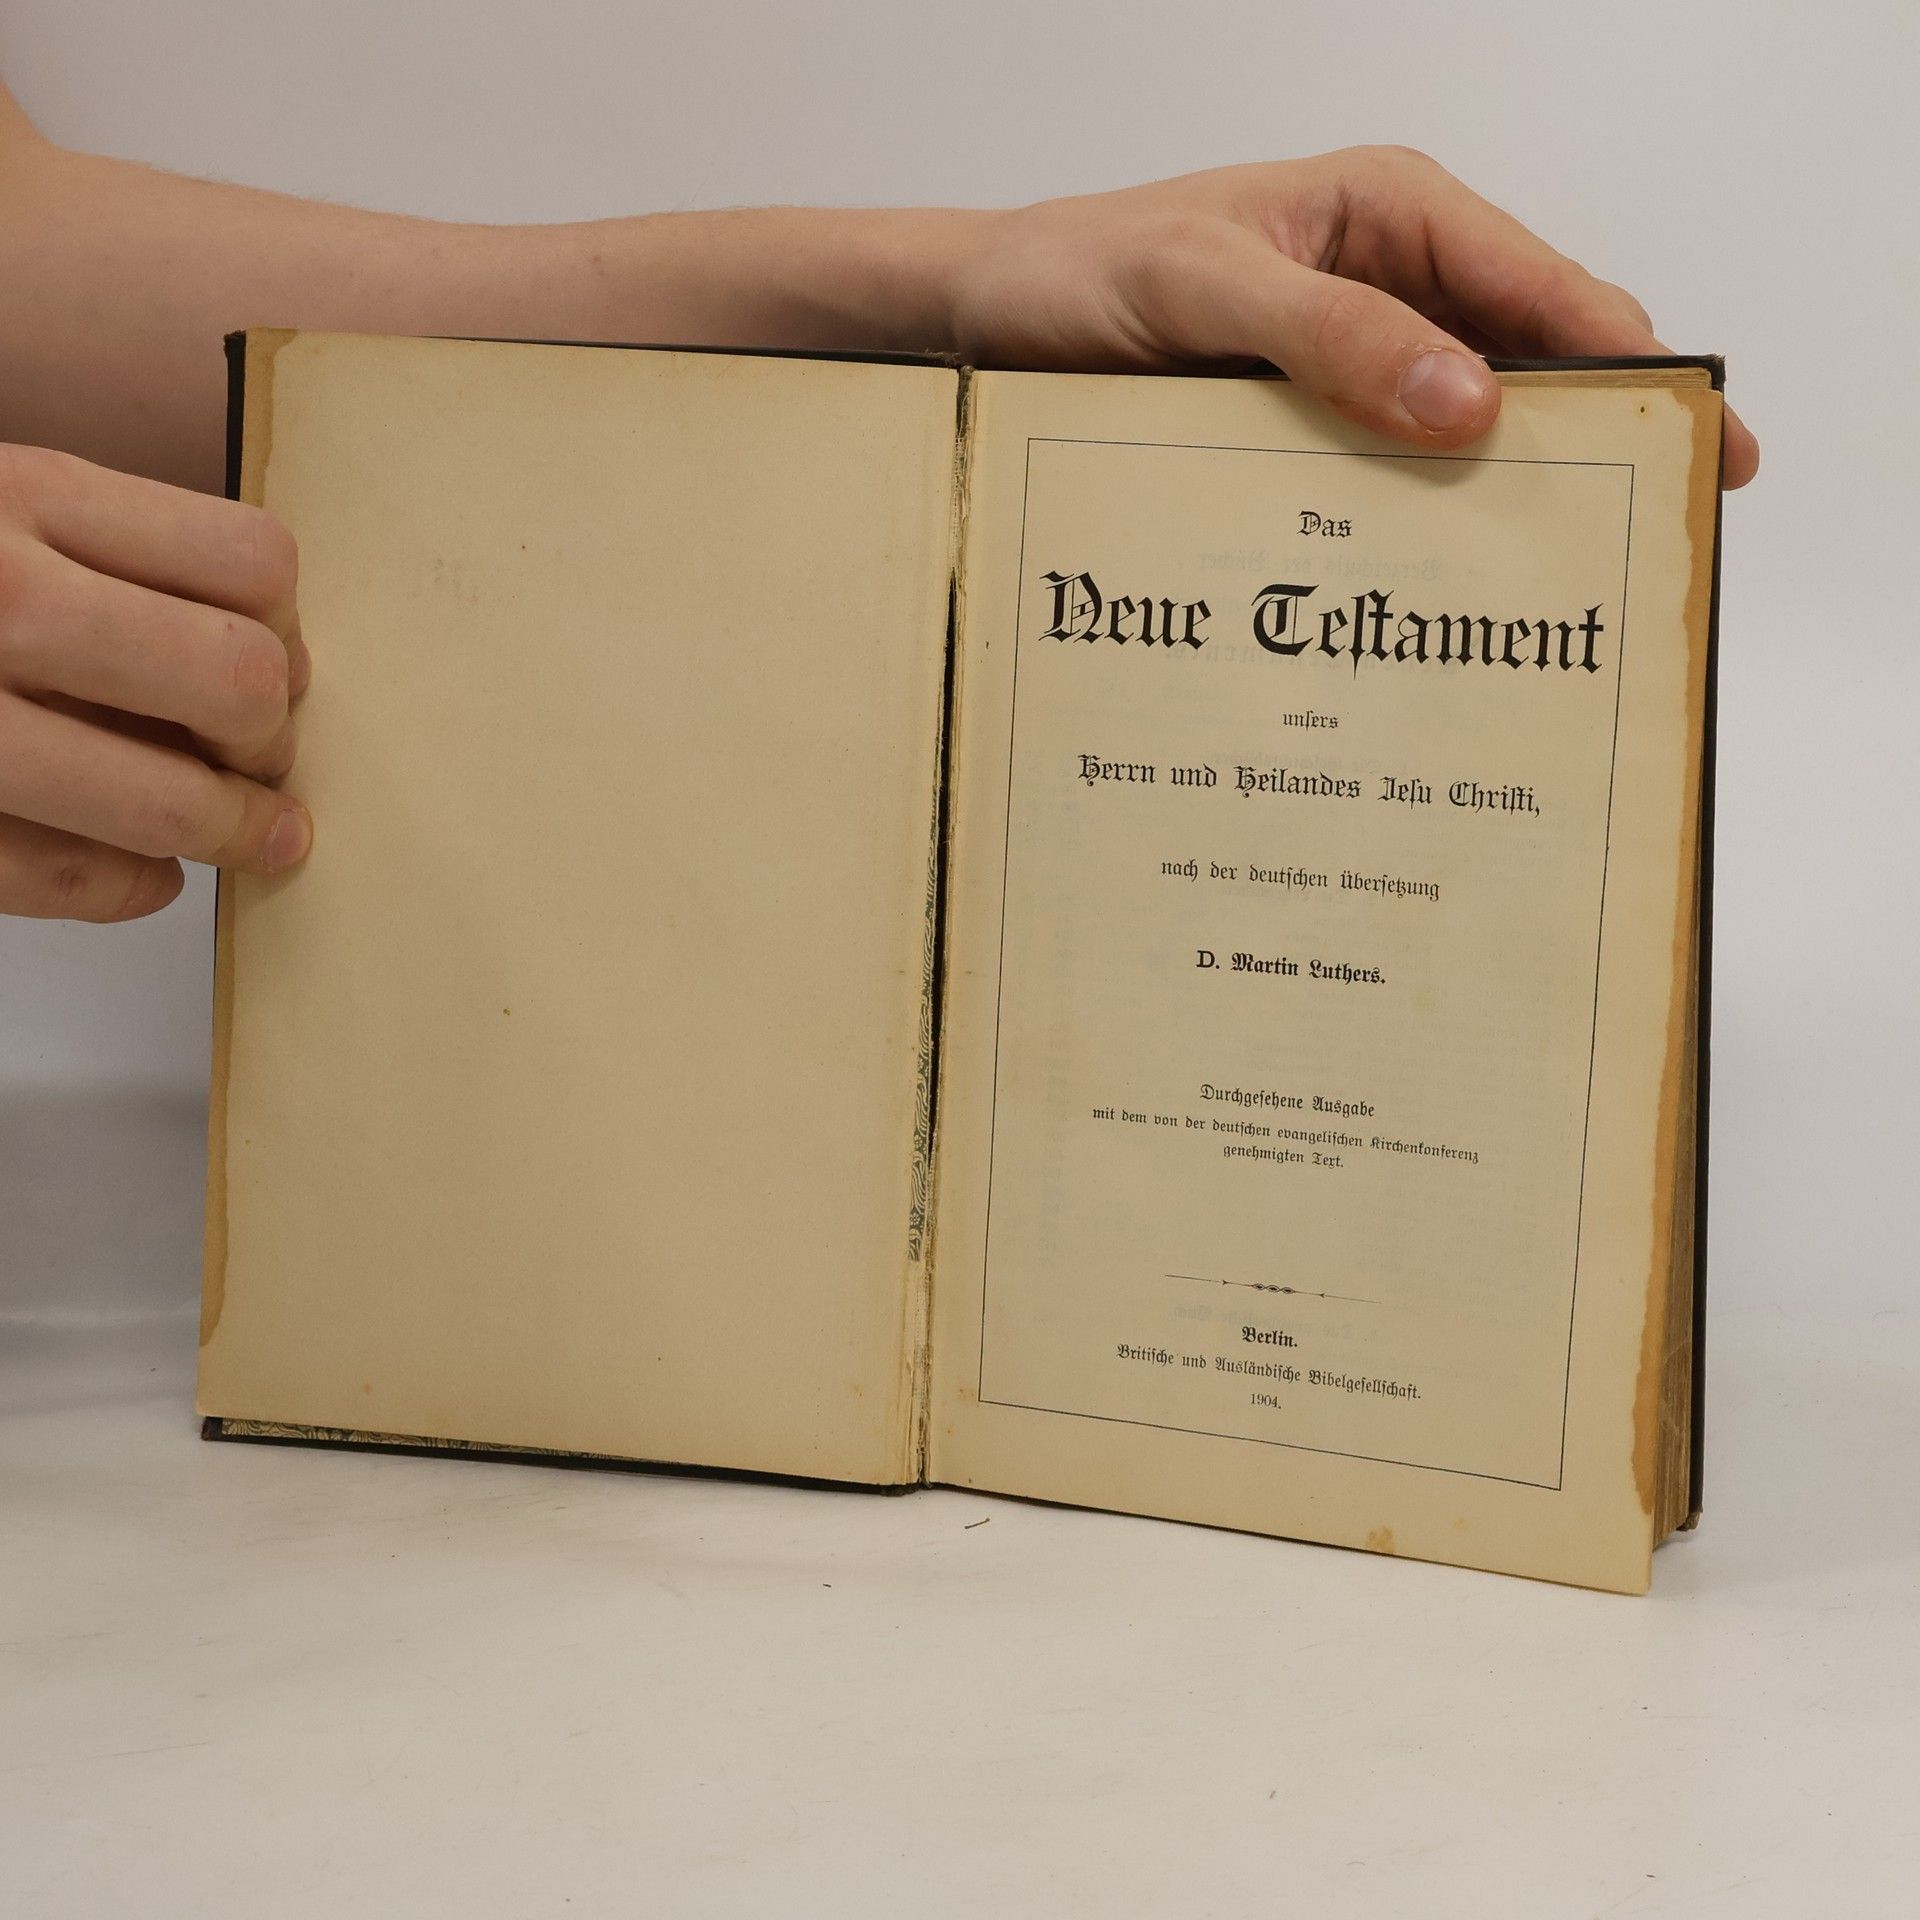 Das
Neue Testament
unsers
Herrn und Heilandes Jesu Christi,
nach der deutschen Übersetzung
D. Martin Luthers.
Durchgesehene Ausgabe
mit dem von der deutschen evangelischen Kirchenkonferenz
genehmigten Text.
Berlin.
Britische und Ausländische Bibelgesellschaft.
1904.